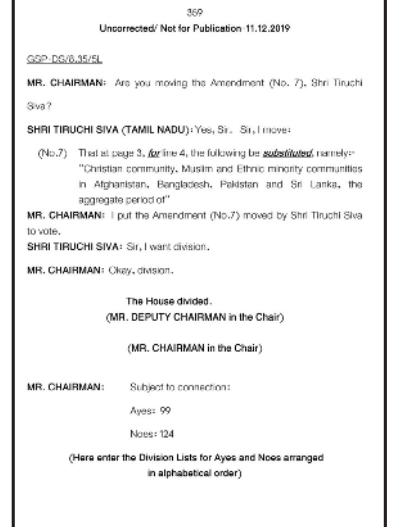 359
Uncorrected/ Not for Publication-11.12.2019
GSP-DS/8.35/5L
MR. CHAIRMAN: Are you moving the Amendment (No. 7), Shri Tiruchi
Siva?
SHRI TIRUCHI SIVA (TAMIL NADU): Yes, Sir. Sir, I move:
(No.7) That at page 3, for line 4, the following be substituted, namely:-
"Christian community, Muslim and Ethnic minority communities
in Afghanistan, Bangladesh, Pakistan and Sri Lanka, the
aggregate period of"
MR. CHAIRMAN: I put the Amendment (No.7) moved by Shri Tiruchi Siva
to vote.
SHRI TIRUCHI SIVA: Sir, I want division.
MR. CHAIRMAN: Okay, division.
The House divided.
(MR. DEPUTY CHAIRMAN in the Chair)
(MR. CHAIRMAN in the Chair)
MR. CHAIRMAN: Subject to correction:
Ayes: 99
Noes: 124
(Here enter the Division Lists for Ayes and Noes arranged
in alphabetical order)